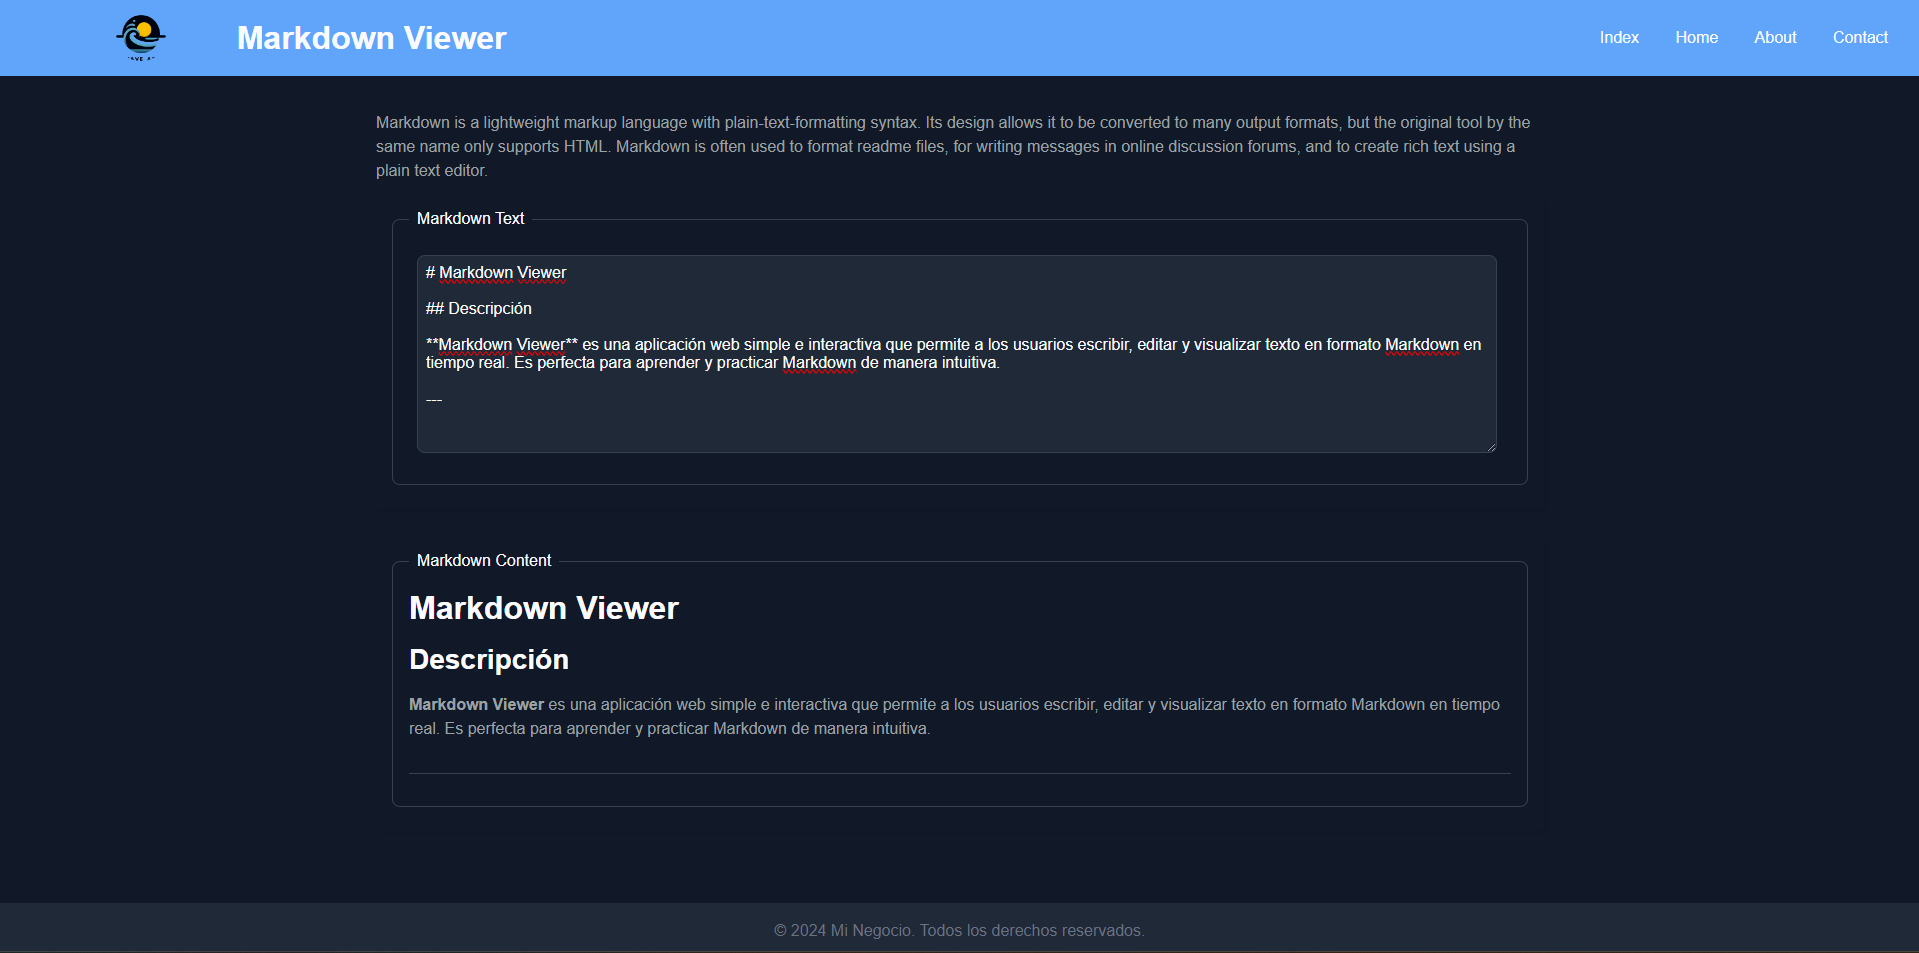 Markdown Viewer
Index Home About Contact
Markdown is a lightweight markup language with plain-text-formatting syntax. Its design allows it to be converted to many output formats, but the original tool by the
same name only supports HTML. Markdown is often used to format readme files, for writing messages in online discussion forums, and to create rich text using a
plain text editor.
Markdown Text
# Markdown Viewer
## Descripción
**Markdown Viewer** es una aplicación web simple e interactiva que permite a los usuarios escribir, editar y visualizar texto en formato Markdown en
tiempo real. Es perfecta para aprender y practicar Markdown de manera intuitiva.
---
Markdown Content
Markdown Viewer
Descripción
Markdown Viewer es una aplicación web simple e interactiva que permite a los usuarios escribir, editar y visualizar texto en formato Markdown en tiempo
real. Es perfecta para aprender y practicar Markdown de manera intuitiva.
© 2024 Mi Negocio. Todos los derechos reservados.